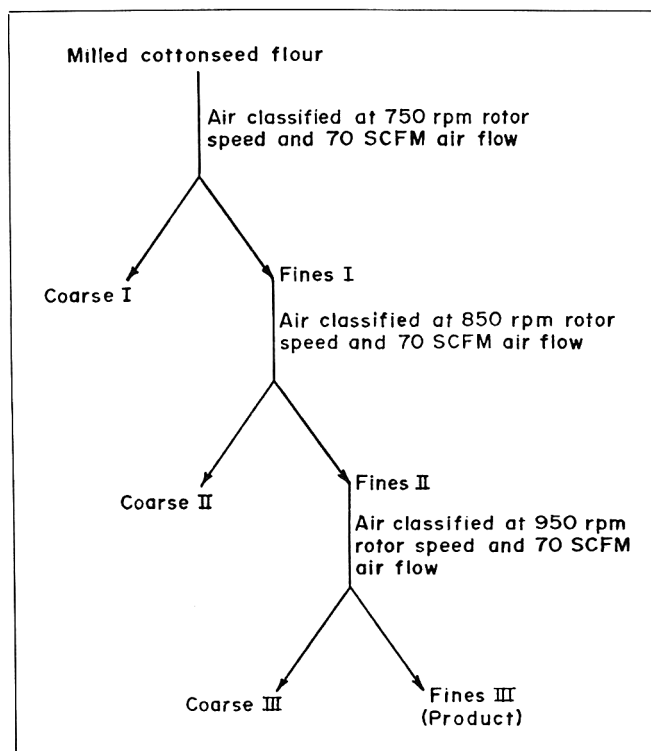 Milled cottonseed flour
Air classified at 750 rpm rotor
speed and 70 SCFM air flow
Coarse I
Fines I
Air classified at 850 rpm rotor
speed and 70 SCFM air flow
Coarse II
Fines II
Air classified at 950 rpm
rotor speed and 70 SCFM
air flow
Coarse III
Fines III
(Product)